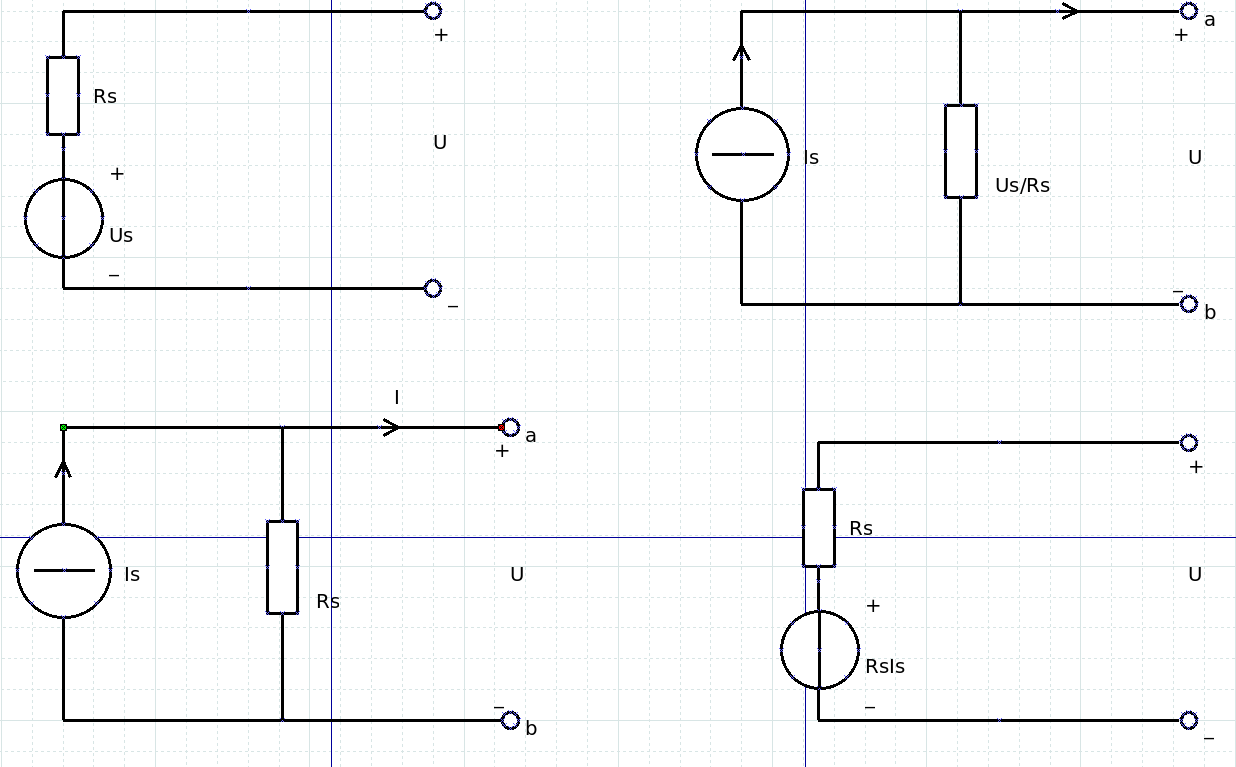 +
Rs
U
+
Us
–
–
a
+
Is
U
Us/Rs
–
b
I
a
+
Is
U
Rs
–
b
+
Rs
U
+
RsIs
–
–